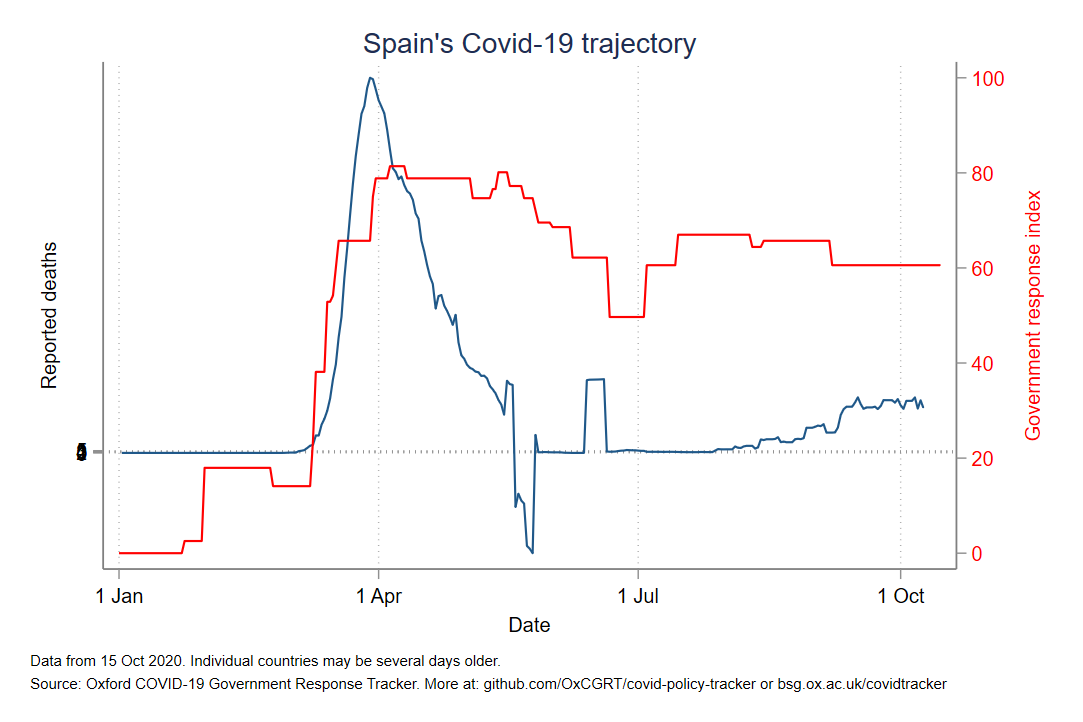 Spain's Covid-19 trajectory
100
80
60
40
20
0
Reported deaths
Government response index
1 Jan
1 Apr
1 Jul
1 Oct
Date
Data from 15 Oct 2020. Individual countries may be several days older.
Source: Oxford COVID-19 Government Response Tracker. More at: github.com/OxCGRT/covid-policy-tracker or bsg.ox.ac.uk/covidtracker